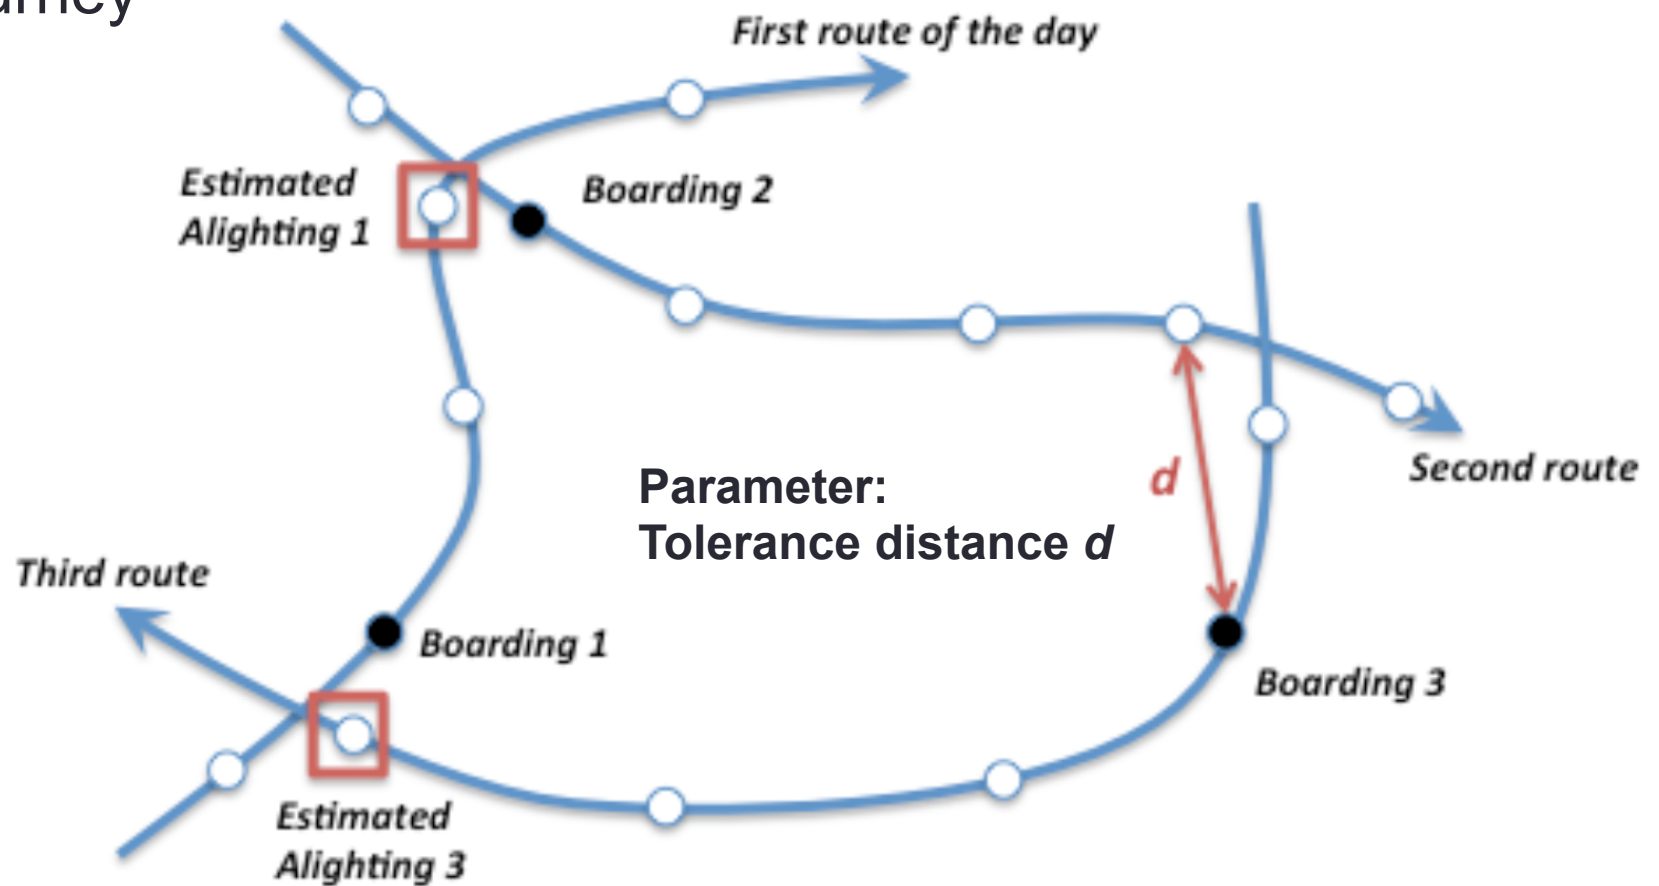 First route of the day
Estimated
Alighting 1
Boarding 2
Second route
d
Parameter:
Tolerance distance d
Third route
Boarding 1
Boarding 3
Estimated
Alighting 3